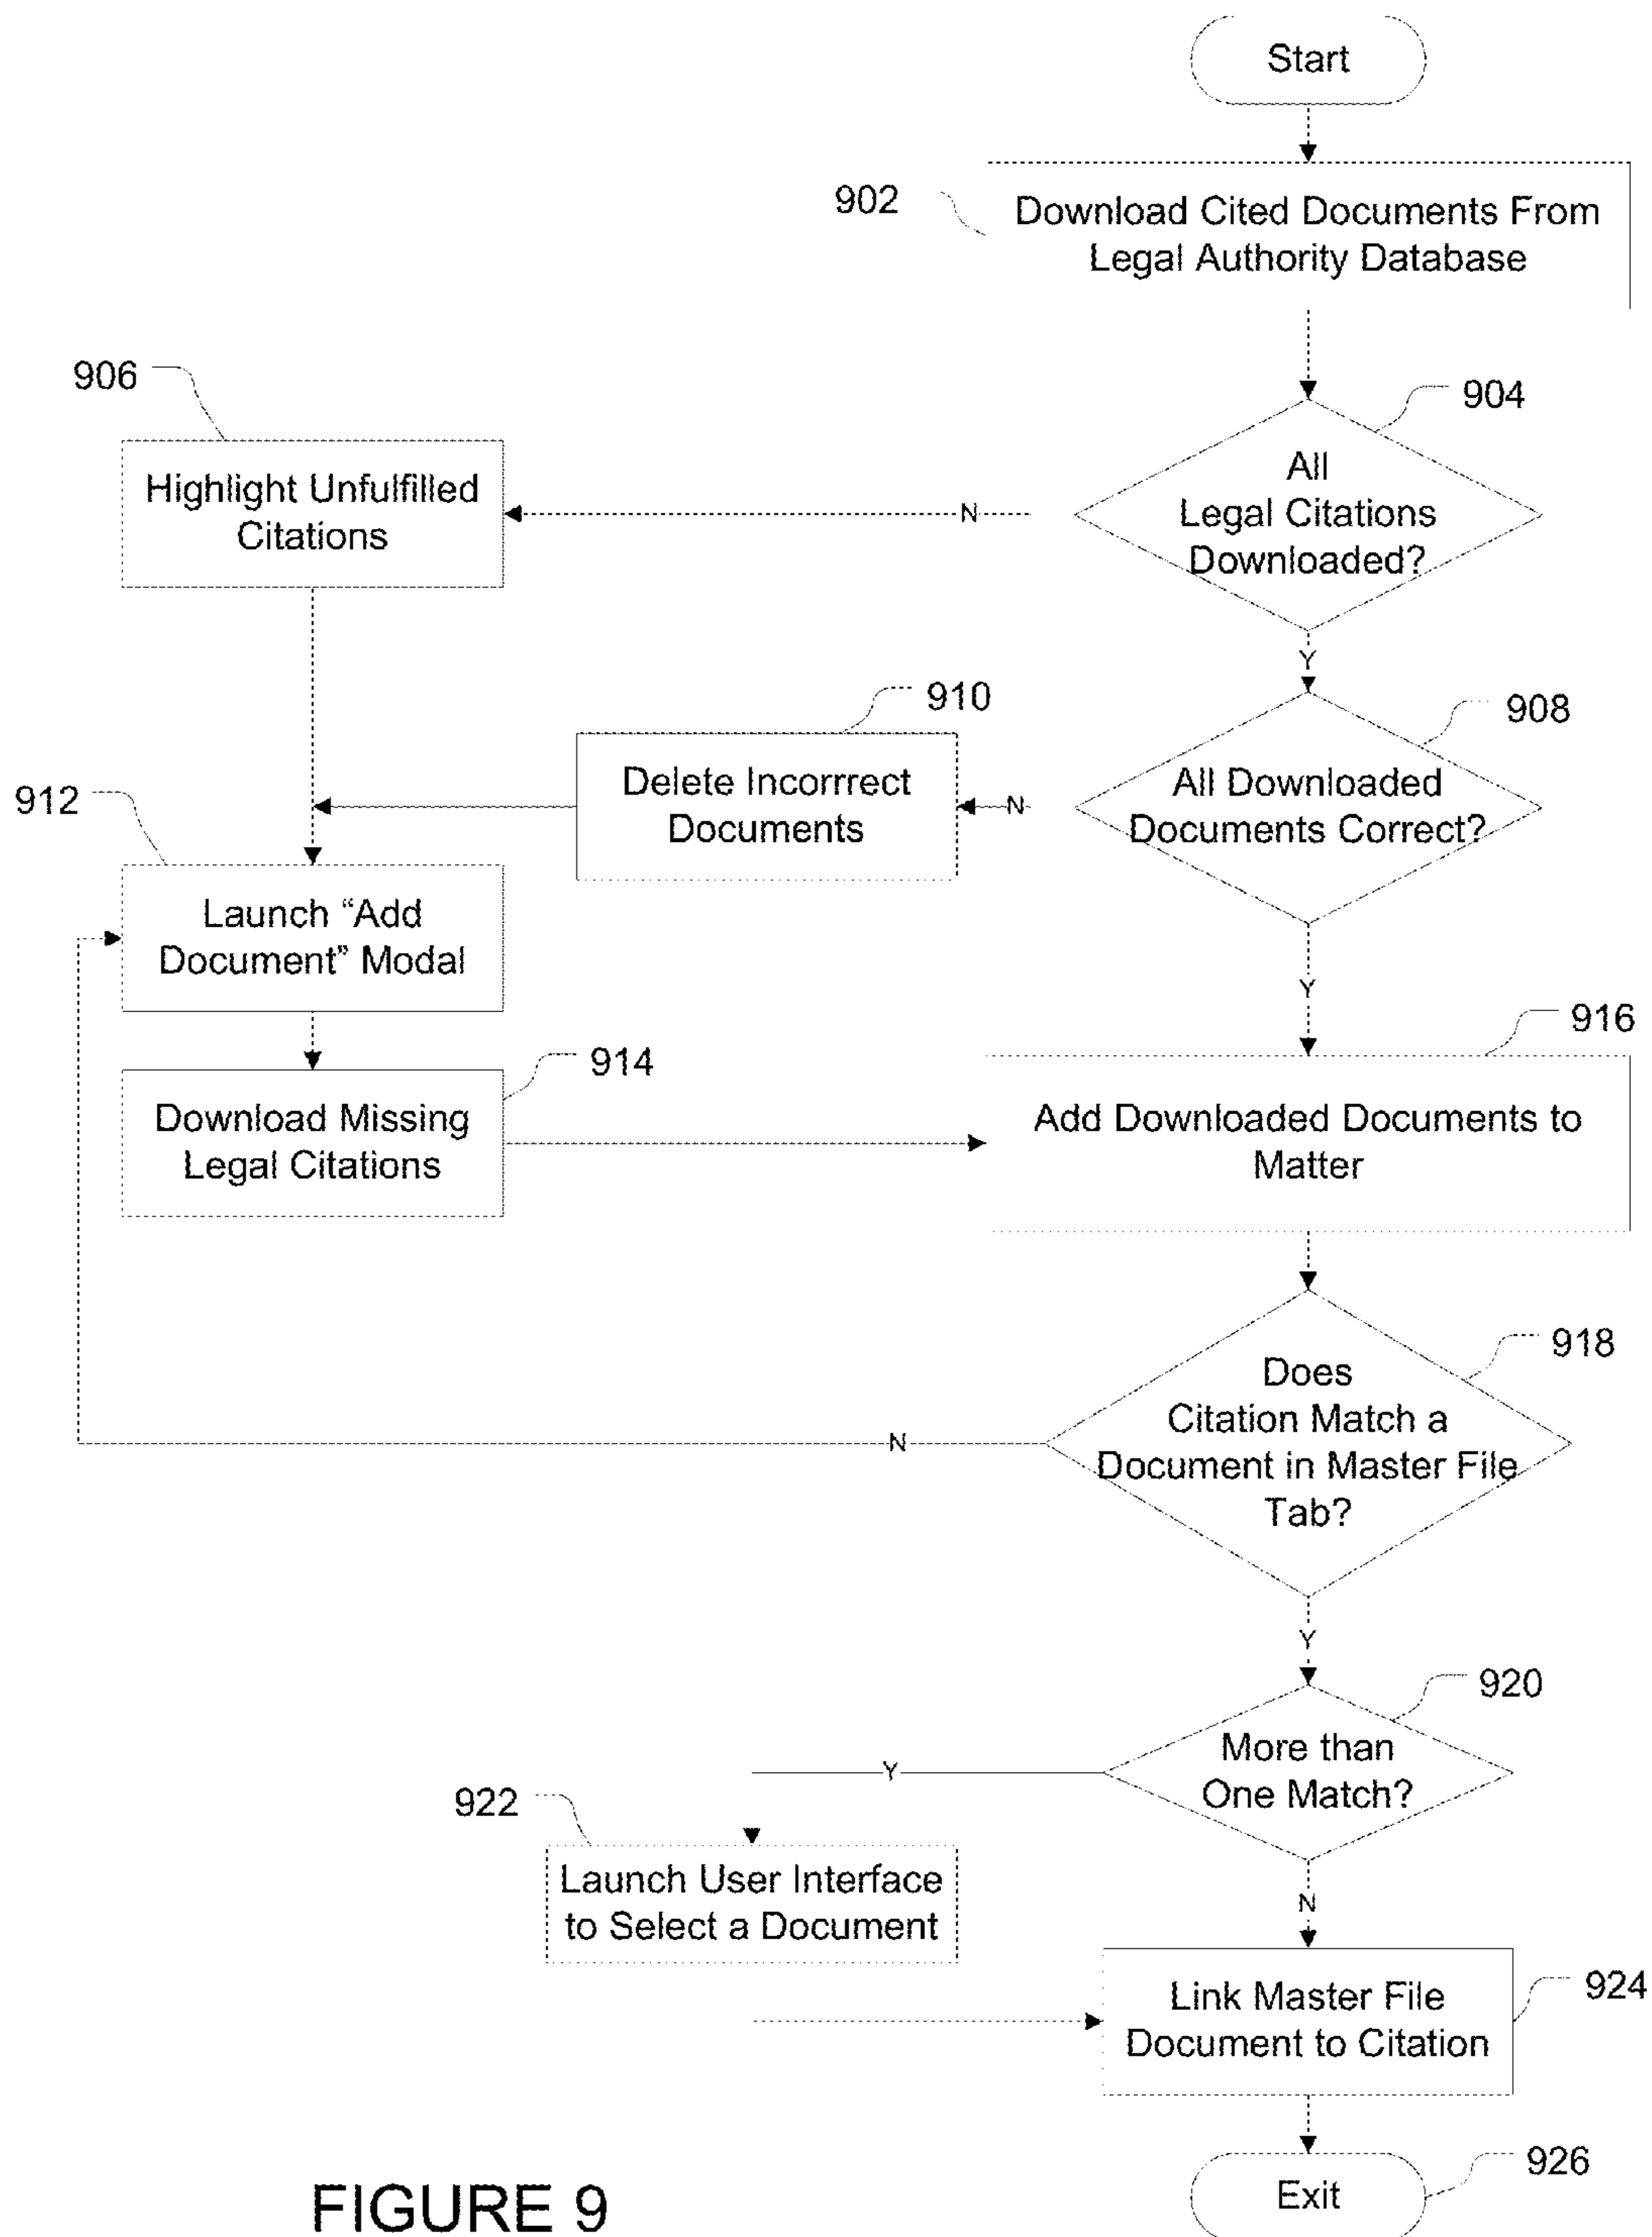 Start
902
Download Cited Documents From
Legal Authority Database
906
904
Highlight Unfulfilled
Citations
N
All
Legal Citations
Downloaded?
Y
910
908
912
Delete Incorrrect
Documents
N
All Downloaded
Documents Correct?
Launch “Add
Document” Modal
Y
916
914
Download Missing
Legal Citations
Add Downloaded Documents to
Matter
918
Does
Citation Match a
Document in Master File
Tab?
N
Y
920
More than
One Match?
Y
922
Launch User Interface
to Select a Document
N
924
Link Master File
Document to Citation
926
Exit
FIGURE 9